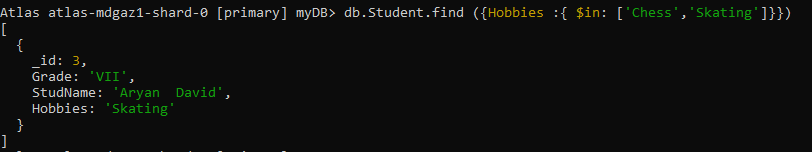 Atlas atlas-mdgaz1-shard-0 [primary] myDB> db.Student.find ({Hobbies :{ $in: ['Chess','Skating']}})
[
  {
    _id: 3,
    Grade: 'VII',
    StudName: 'Aryan  David',
    Hobbies: 'Skating'
  }
]